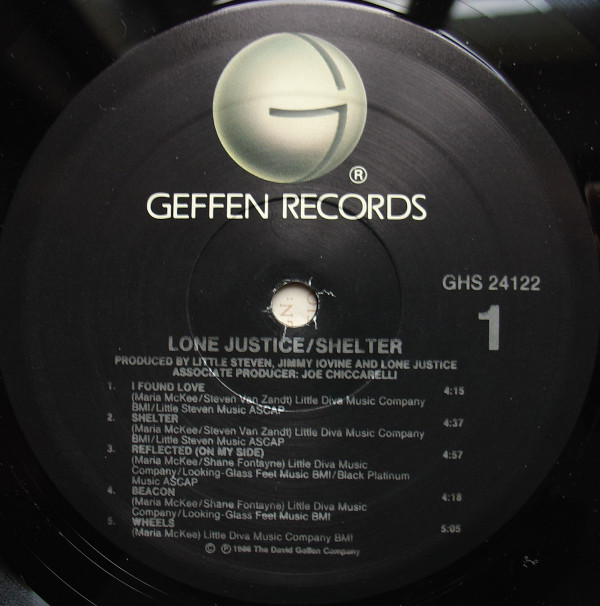 ®
GEFFEN RECORDS
GHS 24122
1
LONE JUSTICE/SHELTER
PRODUCED BY LITTLE STEVEN, JIMMY IOVINE AND LONE JUSTICE
ASSOCIATE PRODUCER: JOE CHICCARELLI
1. I FOUND LOVE 4:15
(Maria McKee/Steven Van Zandt) Little Diva Music Company
BMI/Little Steven Music ASCAP
2. SHELTER 4:37
(Maria McKee/Steven Van Zandt) Little Diva Music Company
BMI/Little Steven Music ASCAP
3. REFLECTED (ON MY SIDE) 4:57
(Maria McKee/Shane Fontayne) Little Diva Music
Company/Looking-Glass Feel Music BMI/Black Platinum
Music ASCAP
4. BEACON 4:18
(Maria McKee/Shane Fontayne) Little Diva Music
Company/Looking-Glass Feel Music BMI
5. WHEELS 5:05
(Maria McKee) Little Diva Music Company BMI
© ℗ 1986 The David Geffen Company